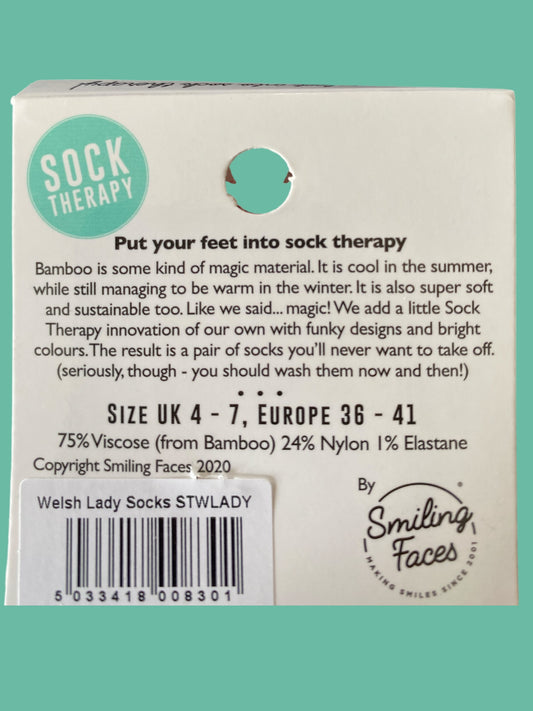 SOCK
THERAPY
Put your feet into sock therapy
Bamboo is some kind of magic material. It is cool in the summer,
while still managing to be warm in the winter. It is also super soft
and sustainable too. Like we said... magic! We add a little Sock
Therapy innovation of our own with funky designs and bright
colours. The result is a pair of socks you'll never want to take off.
(seriously, though - you should wash them now and then!)
• • •
SIZE UK 4 - 7, EUROPE 36 - 41
75% Viscose (from Bamboo) 24% Nylon 1% Elastane
Copyright Smiling Faces 2020
Welsh Lady Socks STWLADY
5 033418 008301
By
Smiling
Faces
®
MAKING SMILES SINCE 2001